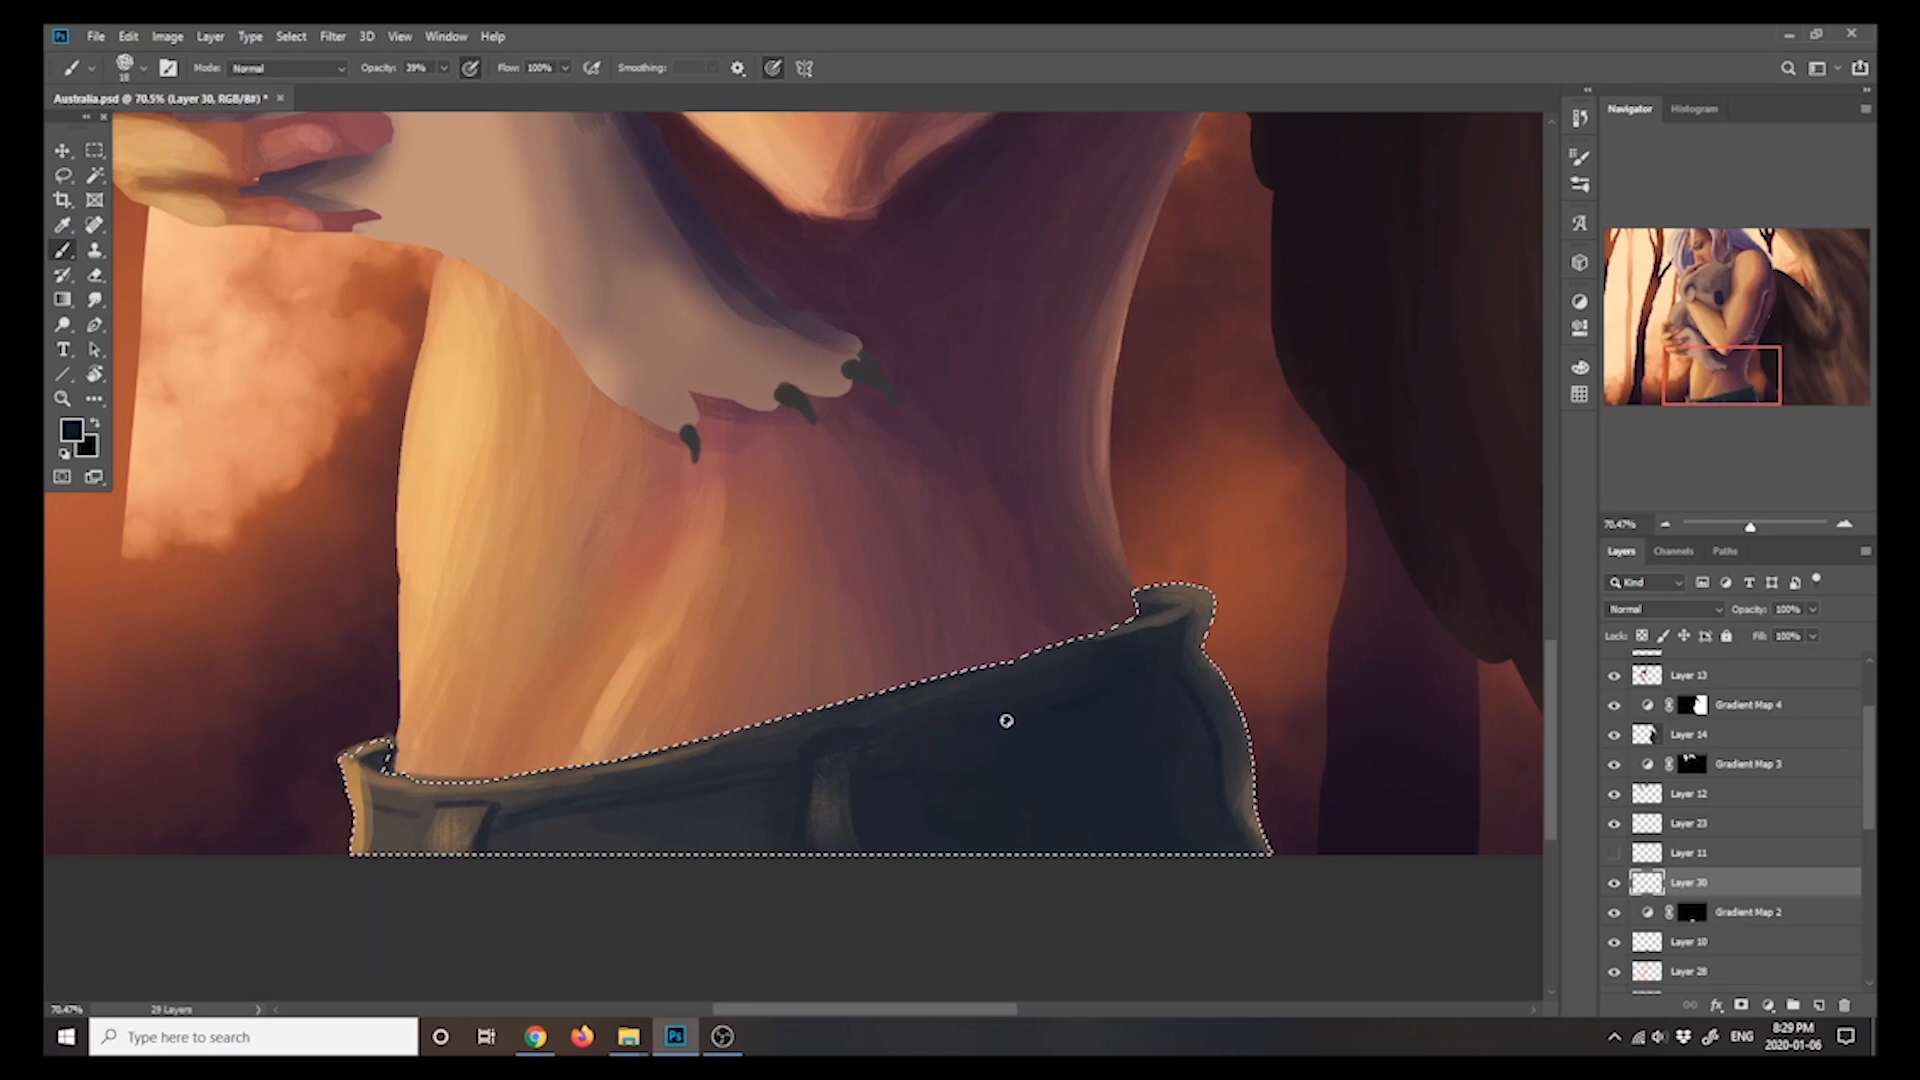 Ps File Edit Image Layer Type Select Filter 3D View Window Help
18 Mode: Normal Opacity: 39% Flow: 100% Smoothing:
Australia.psd @ 70.5% (Layer 30, RGB/8#) * ×
Navigator Histogram
70.47%
Layers Channels Paths
Kind
Normal Opacity: 100%
Lock: Fill: 100%
Layer 13
Gradient Map 4
Layer 14
Gradient Map 3
Layer 12
Layer 23
Layer 11
Layer 30
Gradient Map 2
Layer 10
Layer 28
fx
70.47% 29 Layers
Type here to search
Ps
ENG
8:29 PM
2020-01-06